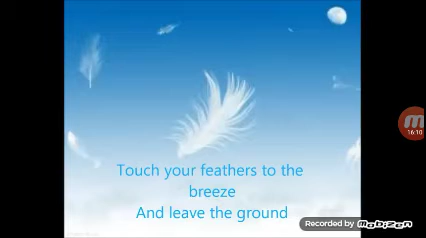 Touch your feathers to the
breeze
And leave the ground
16:10
Recorded by Mobizen